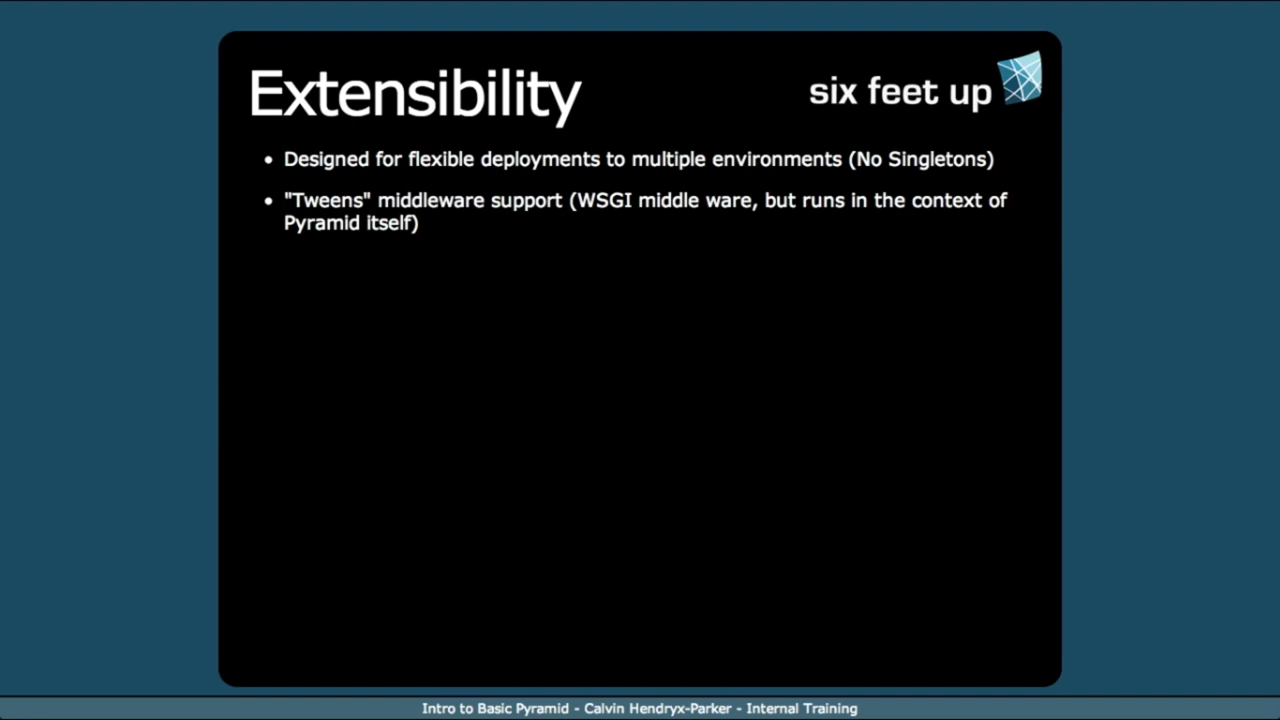 Extensibility
six feet up
• Designed for flexible deployments to multiple environments (No Singletons)
• "Tweens" middleware support (WSGI middle ware, but runs in the context of
Pyramid itself)
Intro to Basic Pyramid - Calvin Hendryx-Parker - Internal Training